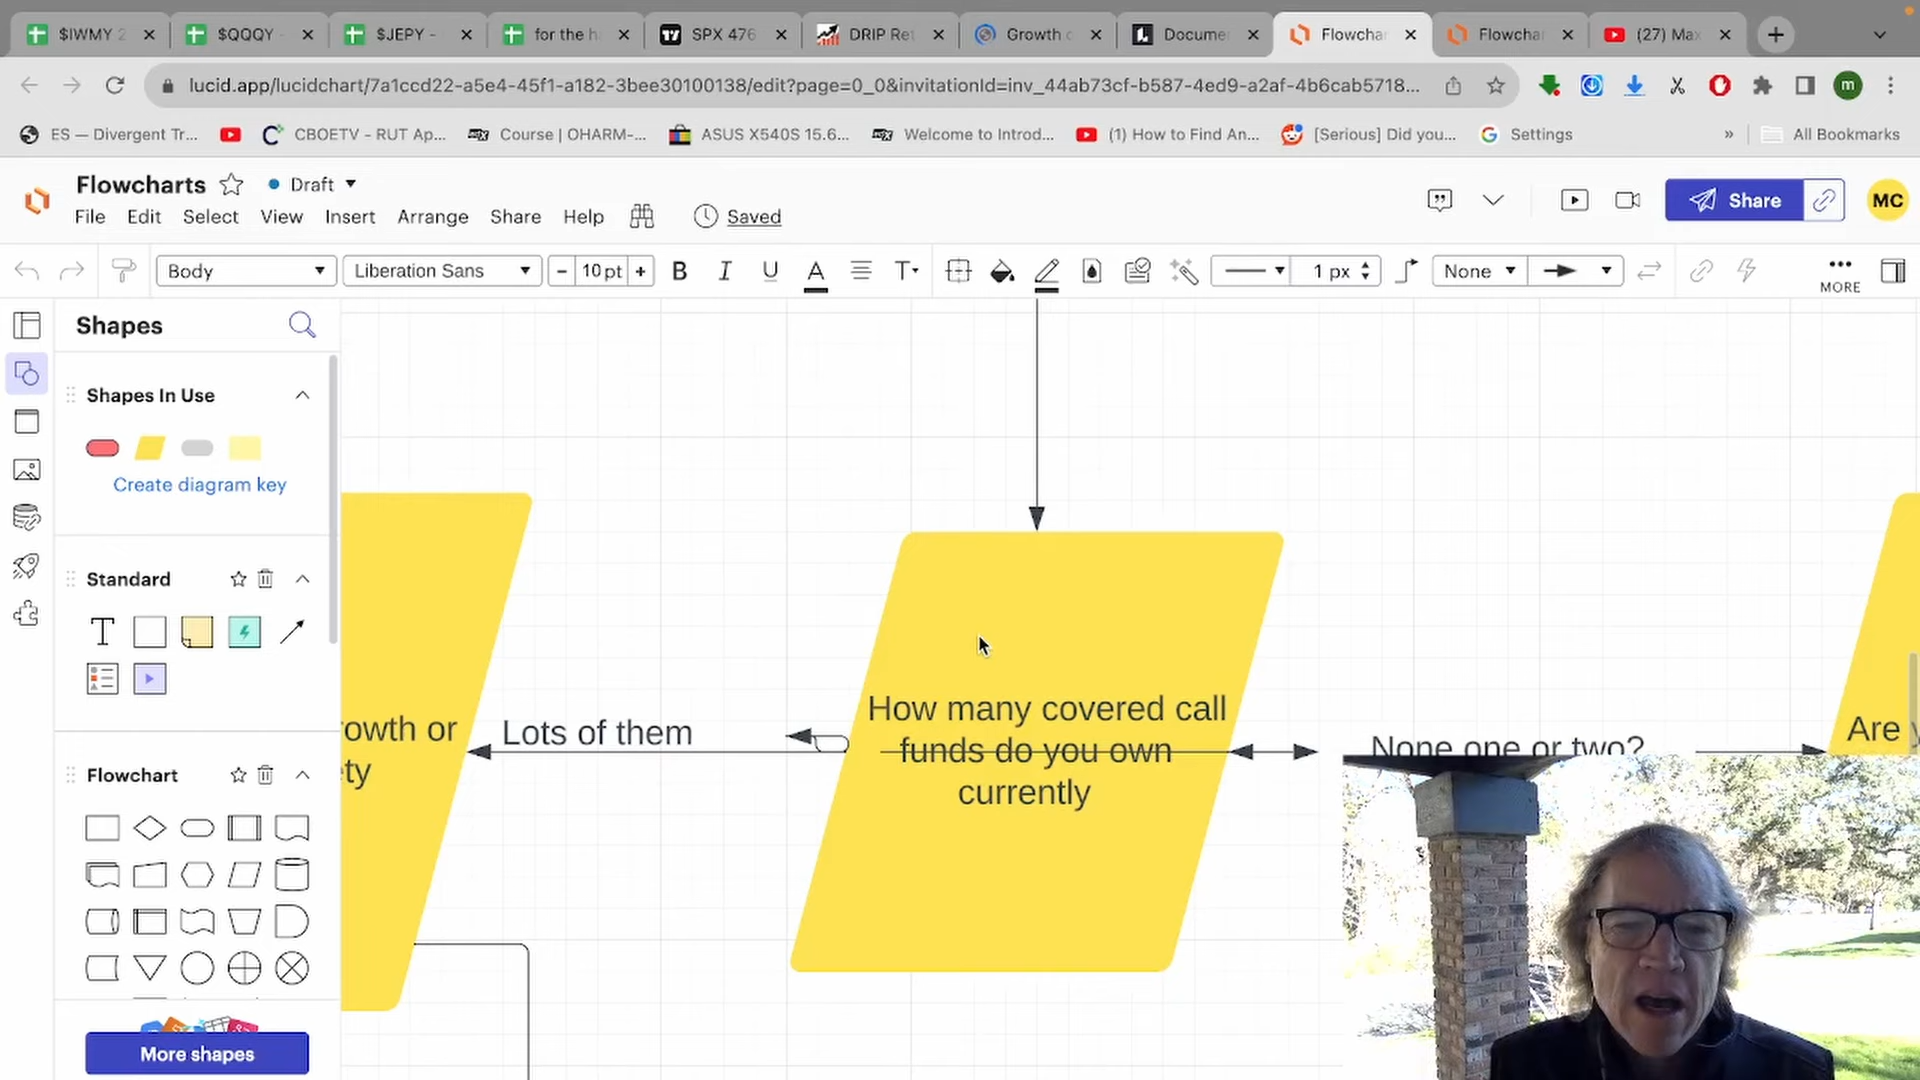 $IWMY 2
$QQQY -
$JEPY -
for the h
SPX 476
DRIP Ret
Growth
Docume
Flowchar
Flowchar
(27) Max
lucid.app/lucidchart/7a1ccd22-a5e4-45f1-a182-3bee30100138/edit?page=0_0&invitationId=inv_44ab73cf-b587-4ed9-a2af-4b6cab5718...
m
ES — Divergent Tr...
CBOETV - RUT Ap...
Course | OHARM-...
ASUS X540S 15.6...
Welcome to Introd...
(1) How to Find An...
[Serious] Did you...
Settings
»
All Bookmarks
Flowcharts
Draft
File Edit Select View Insert Arrange Share Help
Saved
Share
MC
Body
Liberation Sans
− 10 pt +
B I U A T
1 px
None
MORE
Shapes
Shapes In Use
Create diagram key
Standard
T
Flowchart
More shapes
rowth or
ty
Lots of them
How many covered call
funds do you own
currently
None one or two?
Are